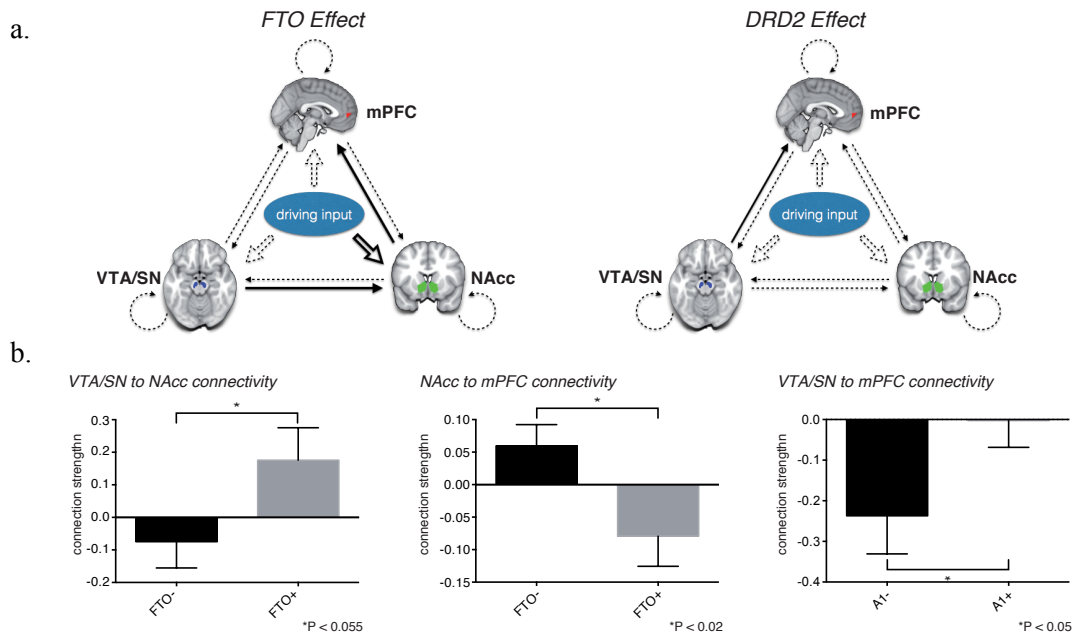 a.
FTO Effect
DRD2 Effect
mPFC
mPFC
driving input
driving input
VTA/SN
NAcc
VTA/SN
NAcc
b.
VTA/SN to NAcc connectivity
connection strengthn
0.3
0.2
0.1
0.0
-0.1
-0.2
*
FTO-
FTO+
*P < 0.055
NAcc to mPFC connectivity
connection strengthn
0.10
0.05
0.00
-0.05
-0.10
-0.15
*
FTO-
FTO+
*P < 0.02
VTA/SN to mPFC connectivity
connection strengthn
0.0
-0.1
-0.2
-0.3
-0.4
*
A1-
A1+
*P < 0.05